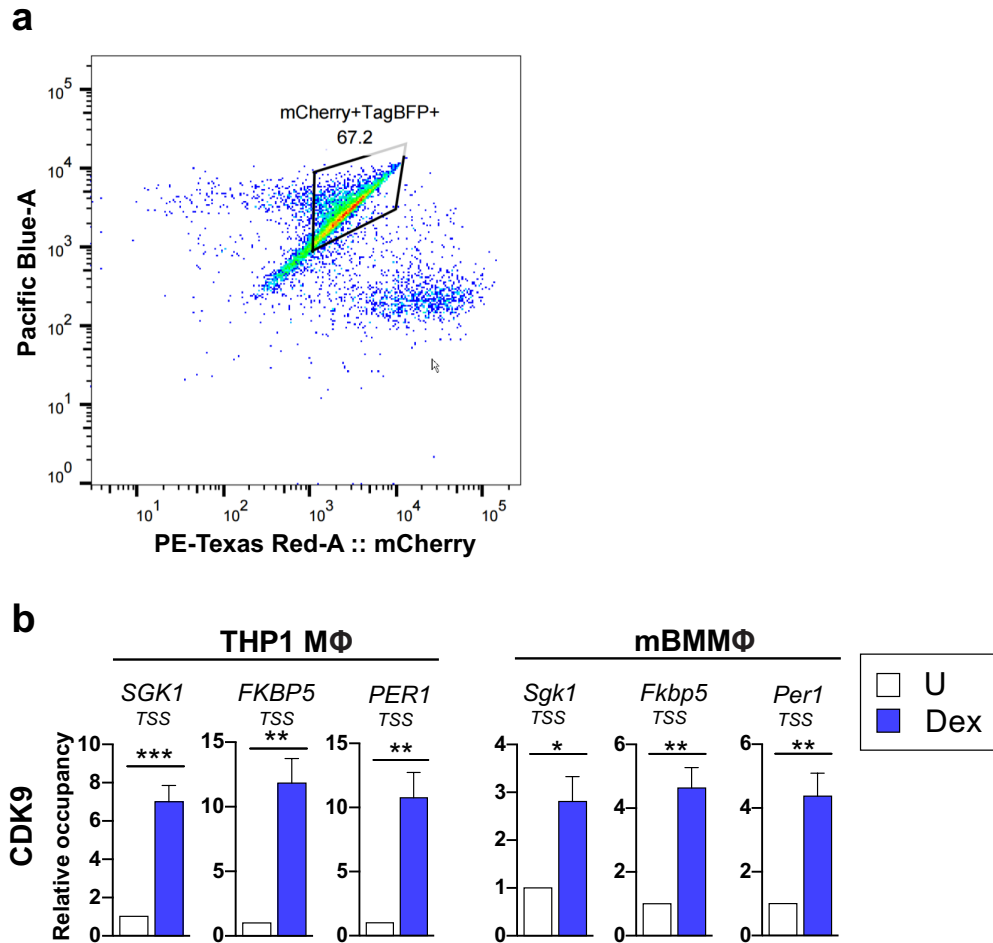 a
mCherry+TagBFP+
67.2
10^5
10^4
10^3
10^2
10^1
10^0
Pacific Blue-A
10^1 10^2 10^3 10^4 10^5
PE-Texas Red-A :: mCherry
b
THP1 MΦ mBMMΦ
U
Dex
SGK1 FKBP5 PER1 Sgk1 Fkbp5 Per1
TSS TSS TSS TSS TSS TSS
*** ** ** * ** **
CDK9
Relative occupancy
10 15 15 4 6 6
8
6
4
2
0
10
5
0
10
5
0
3
2
1
0
4
2
0
4
2
0